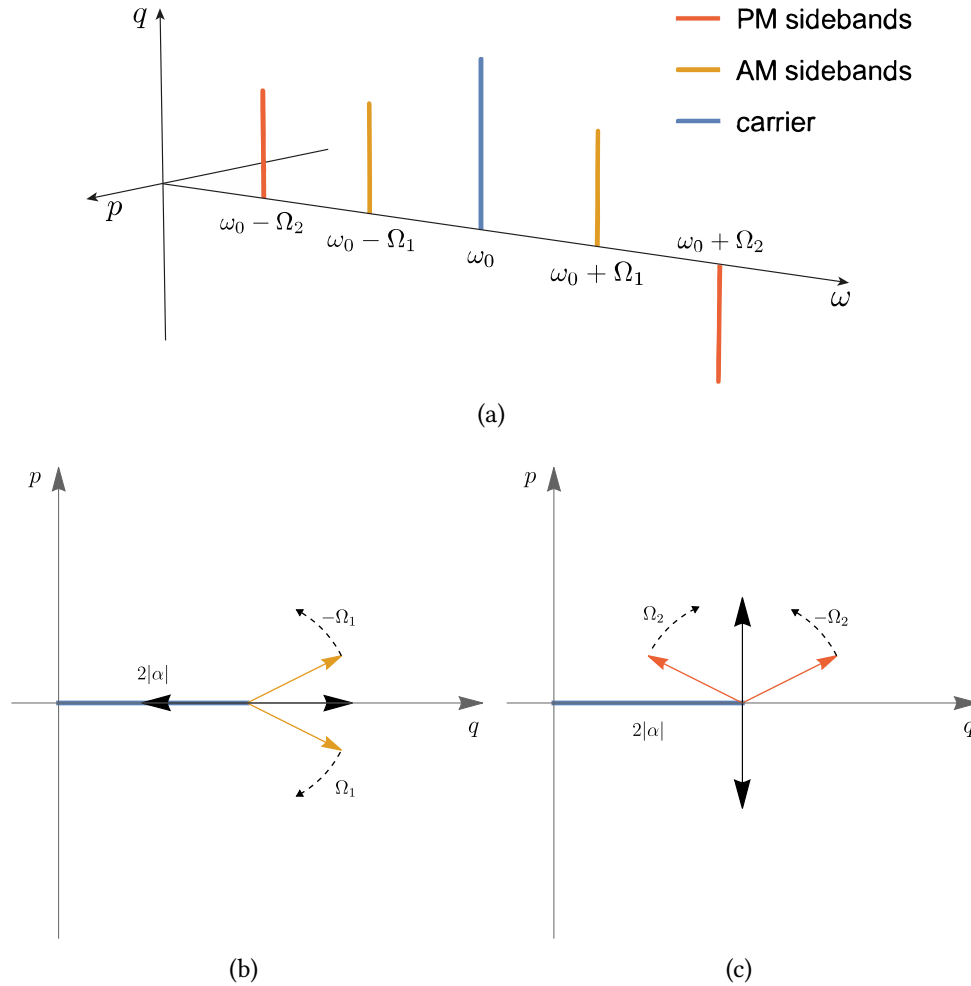 q
PM sidebands
AM sidebands
carrier
p
ω₀ − Ω₂
ω₀ − Ω₁
ω₀
ω₀ + Ω₁
ω₀ + Ω₂
ω
(a)
p
−Ω₁
2|α|
q
Ω₁
(b)
p
Ω₂
−Ω₂
2|α|
q
(c)